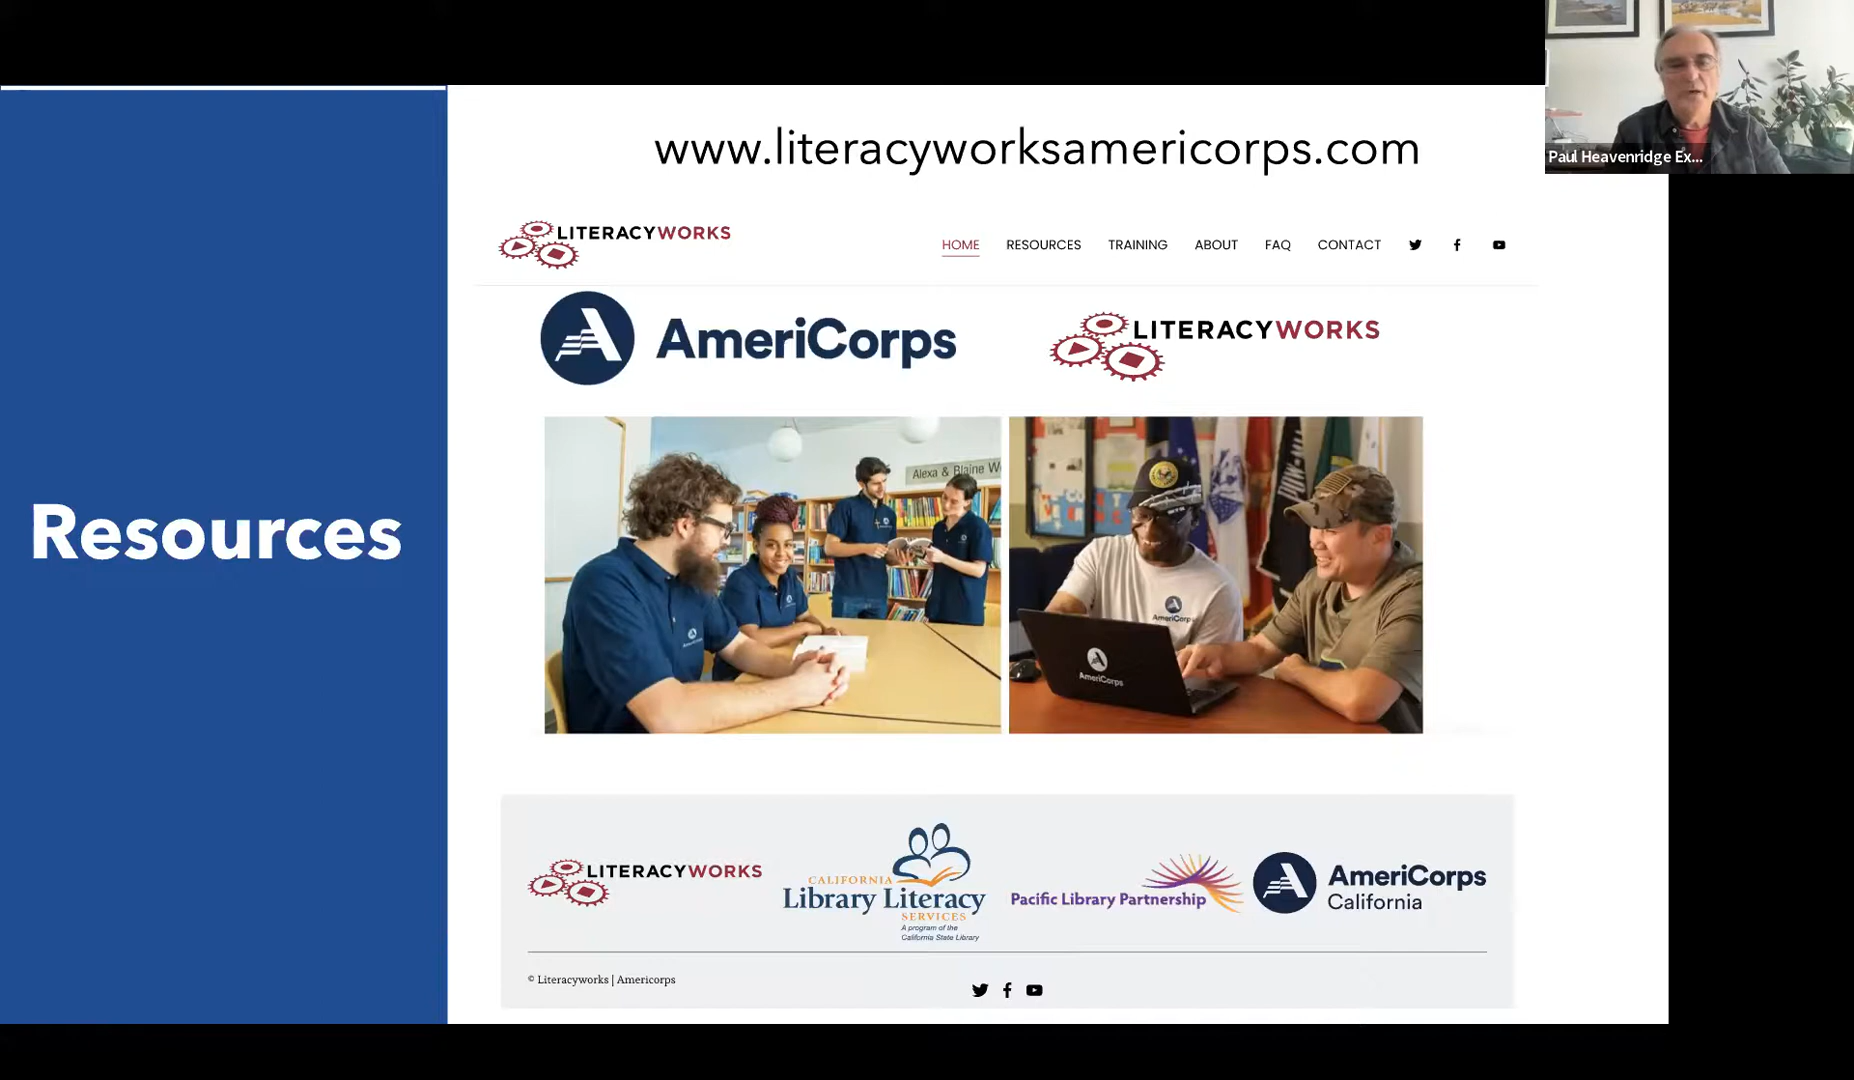 www.literacyworksamericorps.com
Paul Heavenridge Ex...
LITERACYWORKS
HOME RESOURCES TRAINING ABOUT FAQ CONTACT
AmeriCorps
LITERACYWORKS
Resources
Alexa & Blaine W
AmeriCorps
AmeriCorps
LITERACYWORKS
CALIFORNIA
Library Literacy
SERVICES
A program of the
California State Library
Pacific Library Partnership
AmeriCorps
California
© Literacyworks | Americorps